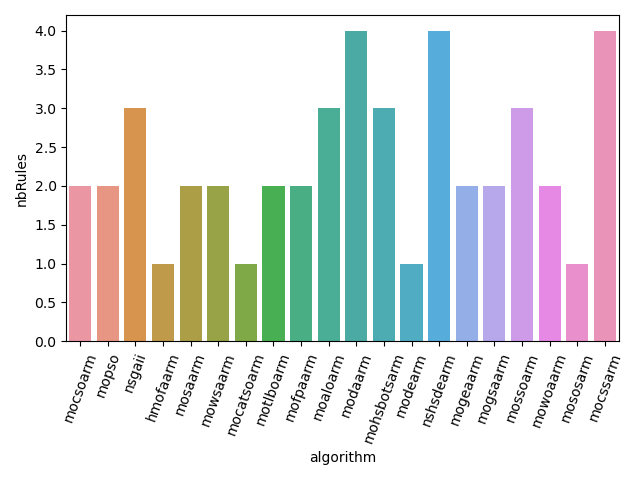 4.0
3.5
3.0
2.5
2.0
1.5
1.0
0.5
0.0
nbRules
mocsoarm
mopso
nsgaii
hmofaarm
mosaarm
mowsaarm
mocatsoarm
motlboarm
mofpaarm
moaloarm
modaarm
mohsbotsarm
modearm
nshsdearm
mogeaarm
mogsaarm
mossoarm
mowoaarm
mososarm
mocssarm
algorithm